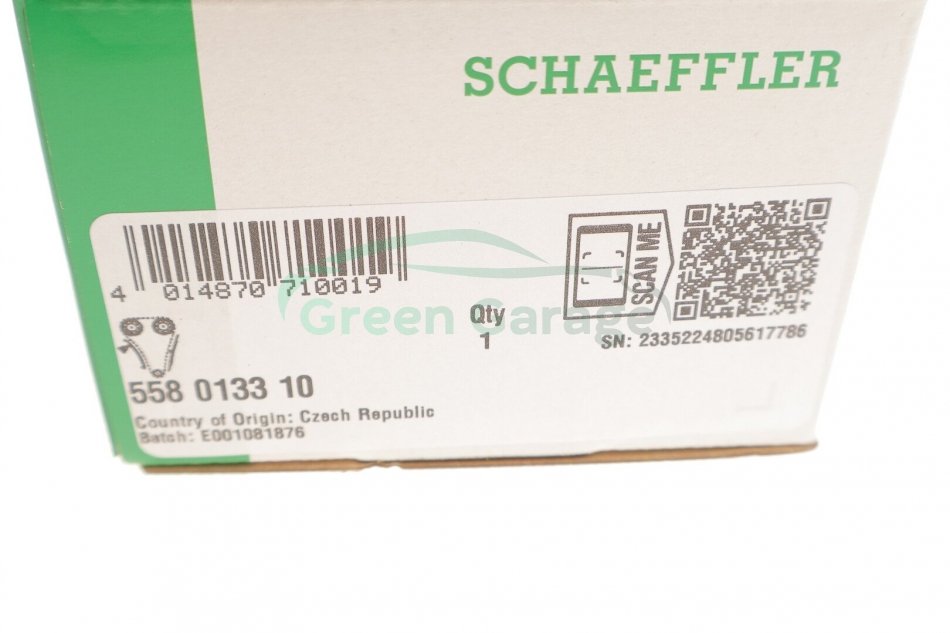 SCHAEFFLER
4 014870 710019
Green Garage
Qty
1
SCAN ME
SN: 2335224805617786
558 0133 10
Country of Origin: Czech Republic
Batch: E001081876